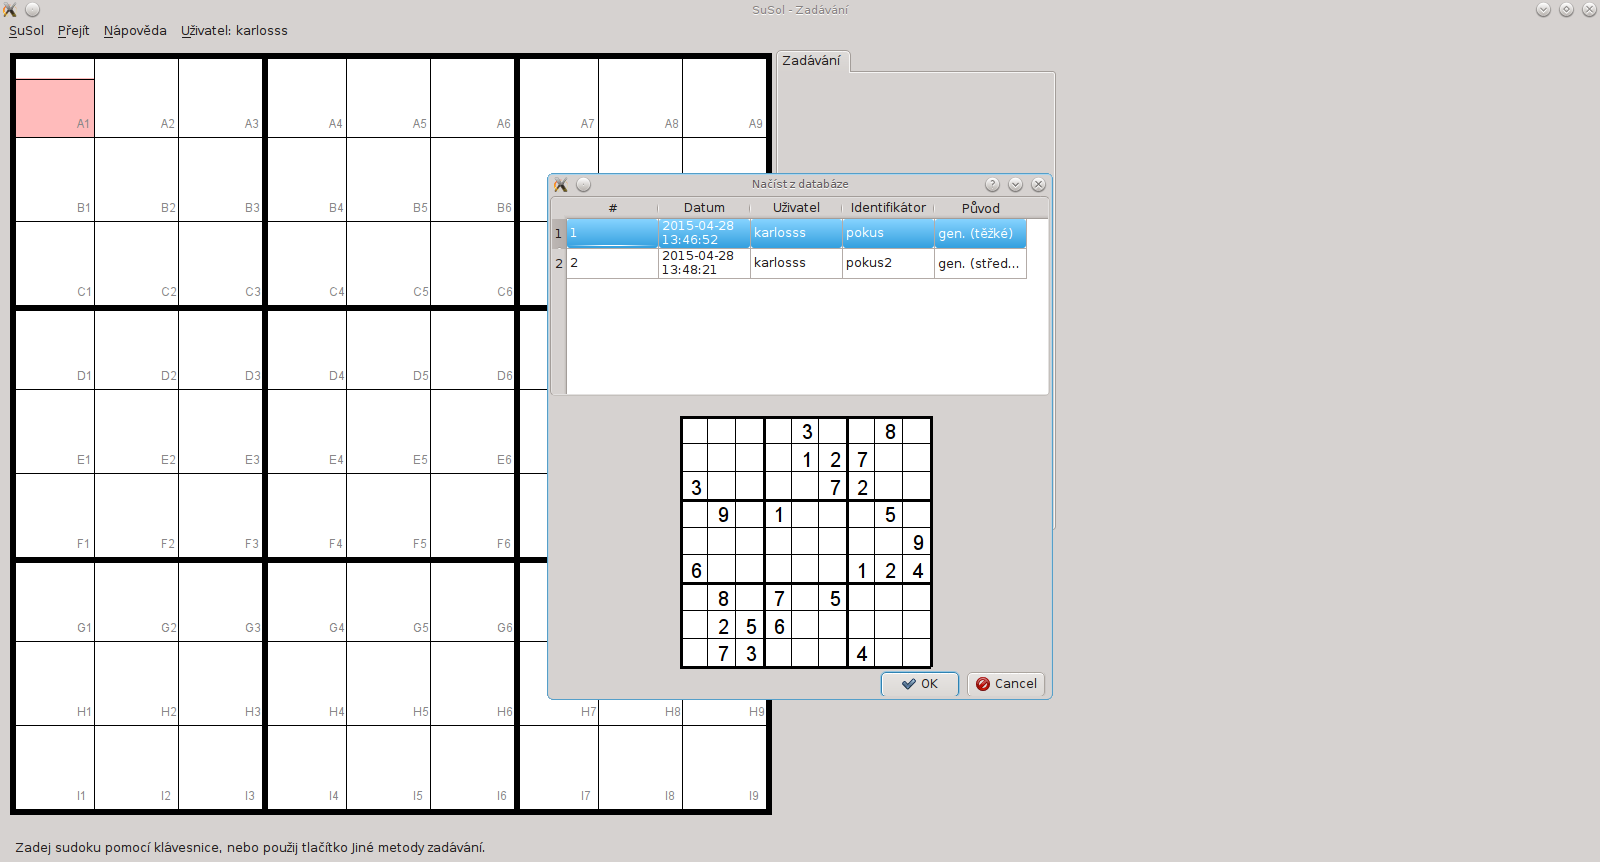 SuSol - Zadávání
SuSol Přejít Nápověda Uživatel: karlosss
Zadávání
A1 A2 A3 A4 A5 A6 A7 A8 A9
B1 B2 B3 B4 B5 B6
C1 C2 C3 C4 C5 C6
D1 D2 D3 D4 D5 D6
E1 E2 E3 E4 E5 E6
F1 F2 F3 F4 F5 F6
G1 G2 G3 G4 G5 G6
H1 H2 H3 H4 H5 H6 H7 H8 H9
I1 I2 I3 I4 I5 I6 I7 I8 I9
Načíst z databáze
# Datum Uživatel Identifikátor Původ
1 1 2015-04-28 13:46:52 karlosss pokus gen. (těžké)
2 2 2015-04-28 13:48:21 karlosss pokus2 gen. (střed...
3 8
1 2 7
3 7 2
9 1 5
9
6 1 2 4
8 7 5
2 5 6
7 3 4
OK Cancel
Zadej sudoku pomocí klávesnice, nebo použij tlačítko Jiné metody zadávání.